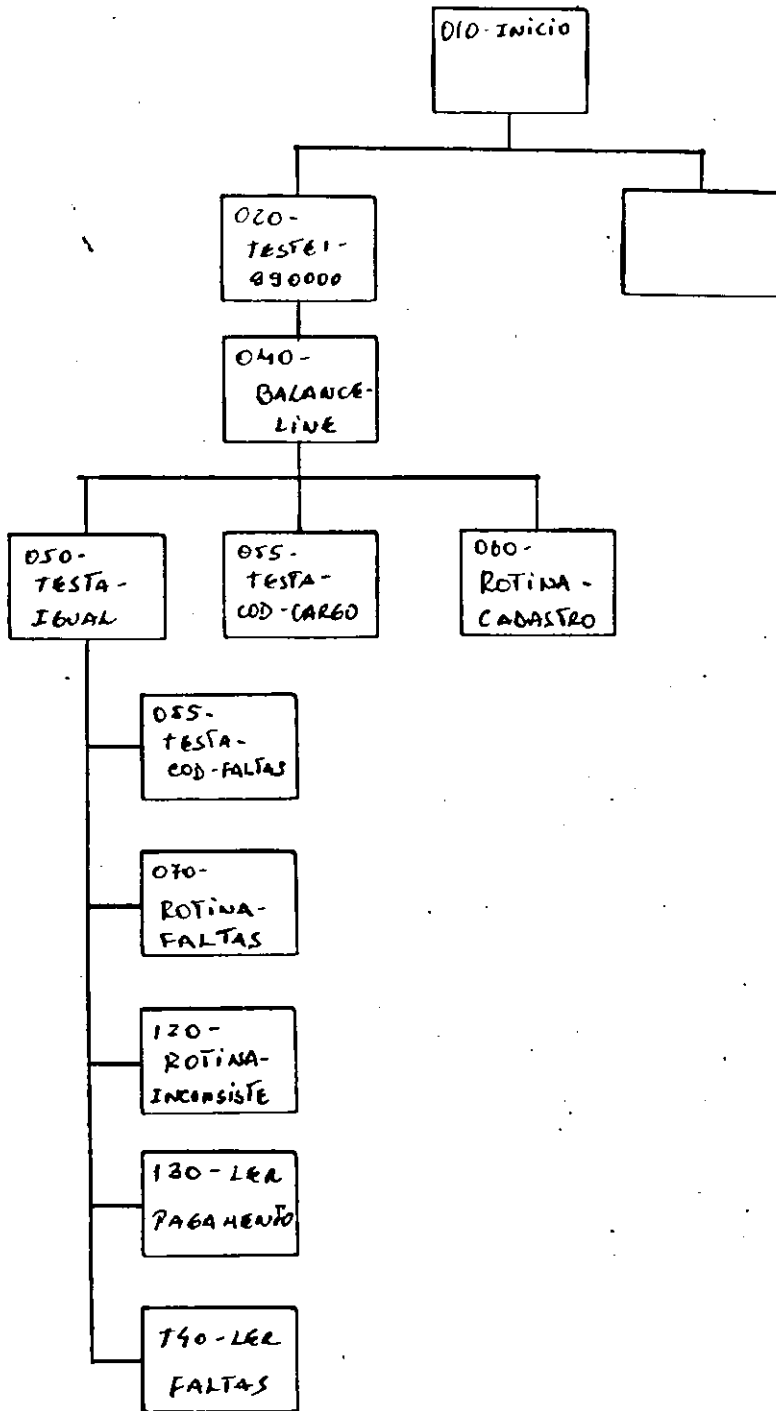 010-INICIO
020-
TESTE1-
990000
040-
BALANCE-
LINE
050-
TESTA-
IGUAL
055-
TESTA-
COD-CARGO
060-
ROTINA-
CADASTRO
055-
TESTA-
COD-FALTAS
070-
ROTINA-
FALTAS
120-
ROTINA-
INCONSISTE
130-LER
PAGAMENTO
140-LER
FALTAS